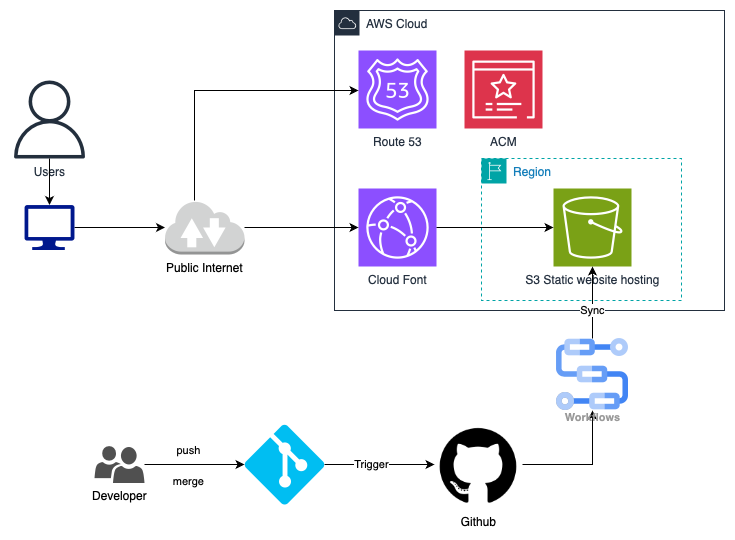 AWS Cloud
53
Route 53
ACM
Users
Region
Public Internet
Cloud Font
S3 Static website hosting
Sync
Workflows
push
merge
Trigger
Developer
Github